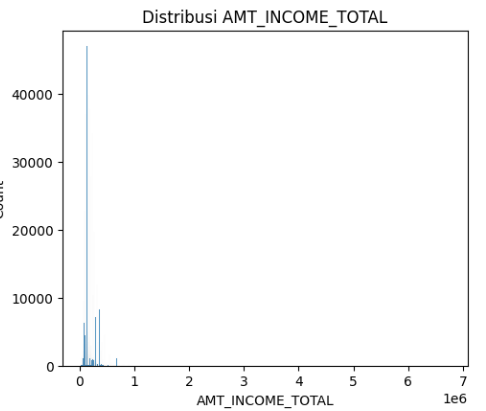 Distribusi AMT_INCOME_TOTAL
Count
40000
30000
20000
10000
0
0 1 2 3 4 5 6 7
1e6
AMT_INCOME_TOTAL